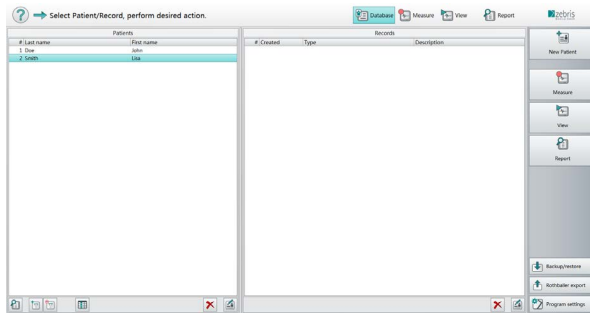 Select Patient/Record, perform desired action.
Database
Measure
View
Report
zebris
Patients
# Last name First name
1 Doe John
2 Smith Lisa
Records
# Created Type Description
New Patient
Measure
View
Report
Backup/restore
Rothballer export
Program settings